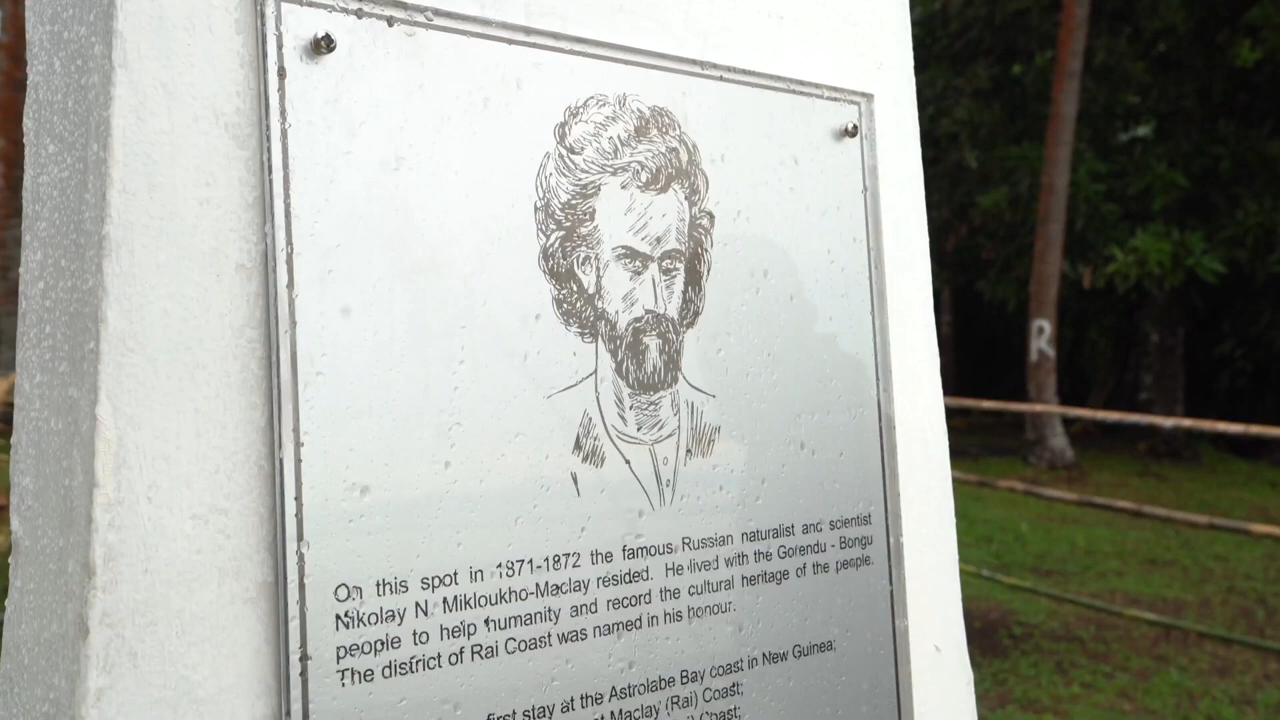 On this spot in 1871-1872 the famous Russian naturalist and scientist
Nikolay N. Mikloukho-Maclay resided. He lived with the Gorendu - Bongu
people to help humanity and record the cultural heritage of the people.
The district of Rai Coast was named in his honour.
first stay at the Astrolabe Bay coast in New Guinea;
Maclay (Rai) Coast;
Coast;
R